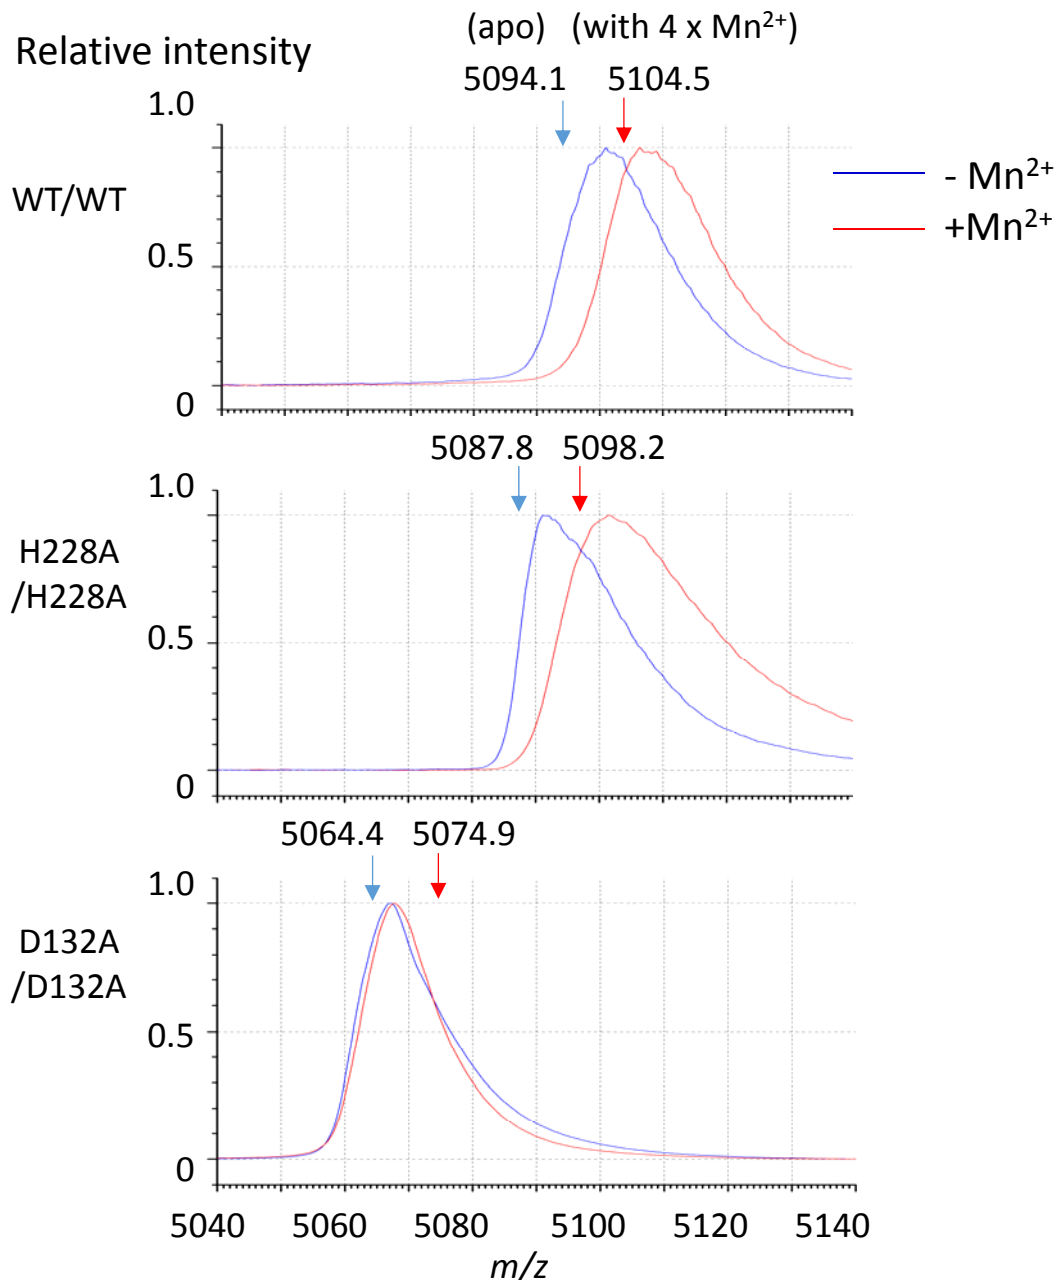 (apo) (with 4 x Mn²⁺)
Relative intensity
5094.1 5104.5
1.0
WT/WT
0.5
0
- Mn²⁺
+Mn²⁺
5087.8 5098.2
1.0
H228A
/H228A
0.5
0
5064.4 5074.9
1.0
D132A
/D132A
0.5
0
5040 5060 5080 5100 5120 5140
m/z